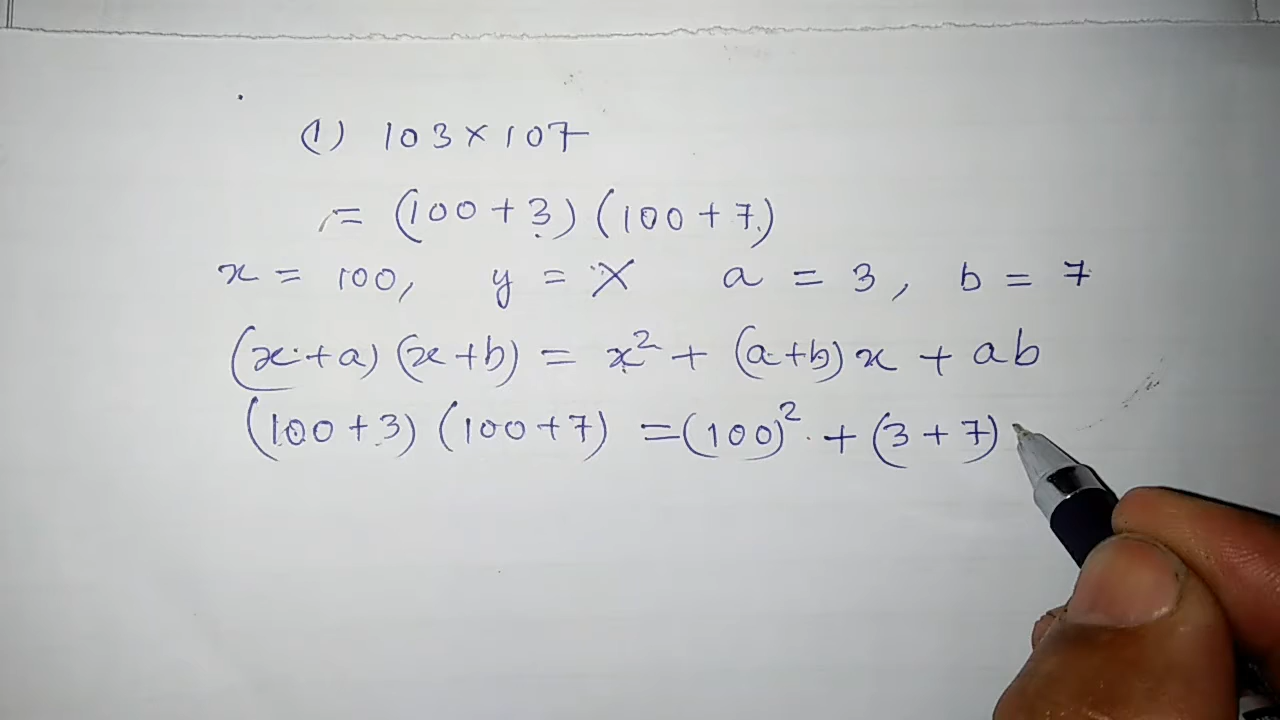 (1) 103 × 107
= (100 + 3) (100 + 7)
x = 100, y = X a = 3, b = 7
(x + a) (x + b) = x² + (a + b) x + ab
(100 + 3) (100 + 7) = (100)² + (3 + 7)